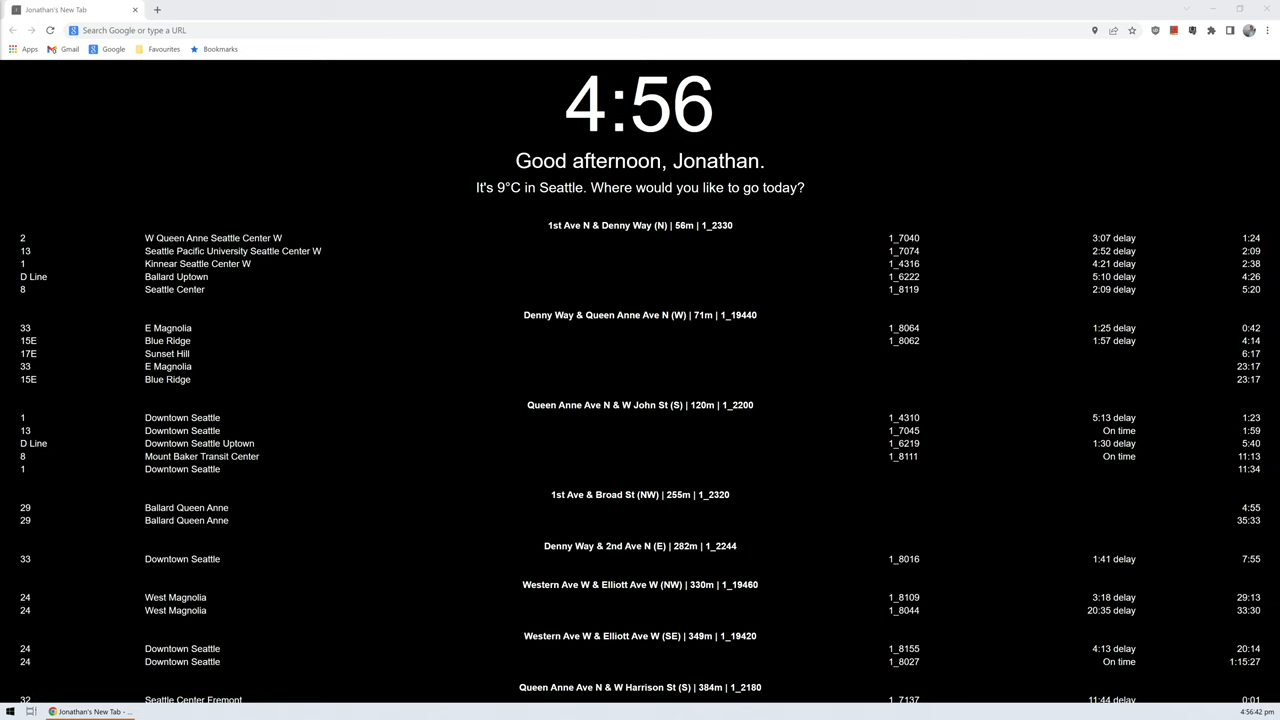 Jonathan's New Tab
Search Google or type a URL
Apps Gmail Google Favourites Bookmarks
4:56
Good afternoon, Jonathan.
It's 9°C in Seattle. Where would you like to go today?
1st Ave N & Denny Way (N) | 56m | 1_2330
2 W Queen Anne Seattle Center W 1_7040 3:07 delay 1:24
13 Seattle Pacific University Seattle Center W 1_7074 2:52 delay 2:09
1 Kinnear Seattle Center W 1_4316 4:21 delay 2:38
D Line Ballard Uptown 1_6222 5:10 delay 4:26
8 Seattle Center 1_8119 2:09 delay 5:20
Denny Way & Queen Anne Ave N (W) | 71m | 1_19440
33 E Magnolia 1_8064 1:25 delay 0:42
15E Blue Ridge 1_8062 1:57 delay 4:14
17E Sunset Hill 6:17
33 E Magnolia 23:17
15E Blue Ridge 23:17
Queen Anne Ave N & W John St (S) | 120m | 1_2200
1 Downtown Seattle 1_4310 5:13 delay 1:23
13 Downtown Seattle 1_7045 On time 1:59
D Line Downtown Seattle Uptown 1_6219 1:30 delay 5:40
8 Mount Baker Transit Center 1_8111 On time 11:13
1 Downtown Seattle 11:34
1st Ave & Broad St (NW) | 255m | 1_2320
29 Ballard Queen Anne 4:55
29 Ballard Queen Anne 35:33
Denny Way & 2nd Ave N (E) | 282m | 1_2244
33 Downtown Seattle 1_8016 1:41 delay 7:55
Western Ave W & Elliott Ave W (NW) | 330m | 1_19460
24 West Magnolia 1_8109 3:18 delay 29:13
24 West Magnolia 1_8044 20:35 delay 33:30
Western Ave W & Elliott Ave W (SE) | 349m | 1_19420
24 Downtown Seattle 1_8155 4:13 delay 20:14
24 Downtown Seattle 1_8027 On time 1:15:27
Queen Anne Ave N & W Harrison St (S) | 384m | 1_2180
32 Seattle Center Fremont 1_7137 11:44 delay 0:01
Jonathan's New Tab - ... 4:56:42 pm